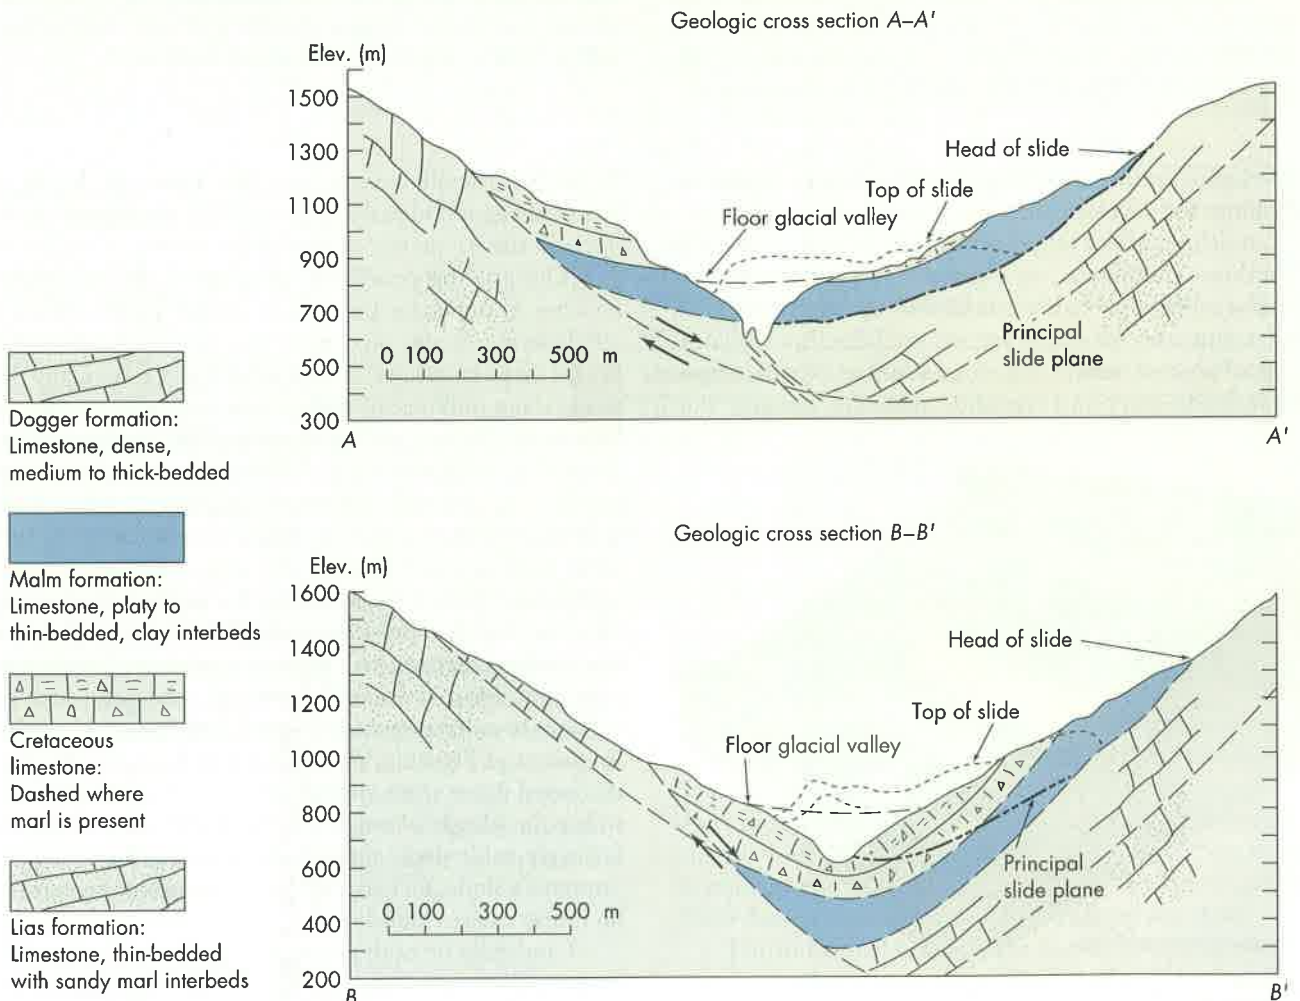 Geologic cross section A–A'
Elev. (m)
1500
1300
1100
900
700
500
300
Head of slide
Top of slide
Floor glacial valley
Principal
slide plane
0 100 300 500 m
A
A'
Dogger formation:
Limestone, dense,
medium to thick-bedded
Malm formation:
Limestone, platy to
thin-bedded, clay interbeds
Cretaceous
limestone:
Dashed where
marl is present
Lias formation:
Limestone, thin-bedded
with sandy marl interbeds
Geologic cross section B–B'
Elev. (m)
1600
1400
1200
1000
800
600
400
200
Head of slide
Top of slide
Floor glacial valley
Principal
slide plane
0 100 300 500 m
B
B'